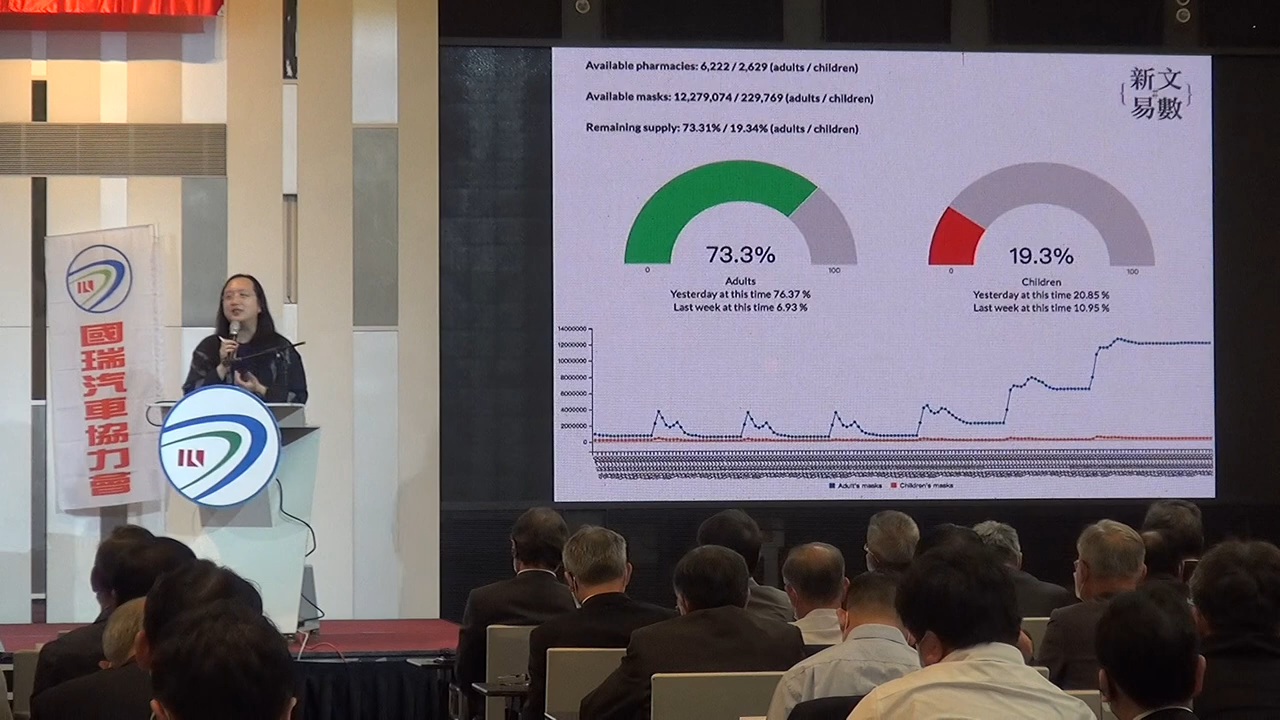 Available pharmacies: 6,222 / 2,629 (adults / children)
Available masks: 12,279,074 / 229,769 (adults / children)
Remaining supply: 73.31% / 19.34% (adults / children)
{新文}
易數
73.3%
0
100
Adults
Yesterday at this time 76.37 %
Last week at this time 6.93 %
19.3%
0
100
Children
Yesterday at this time 20.85 %
Last week at this time 10.95 %
14000000
12000000
10000000
8000000
6000000
4000000
2000000
0
Adult's masks
Children's masks
國瑞汽車協力會